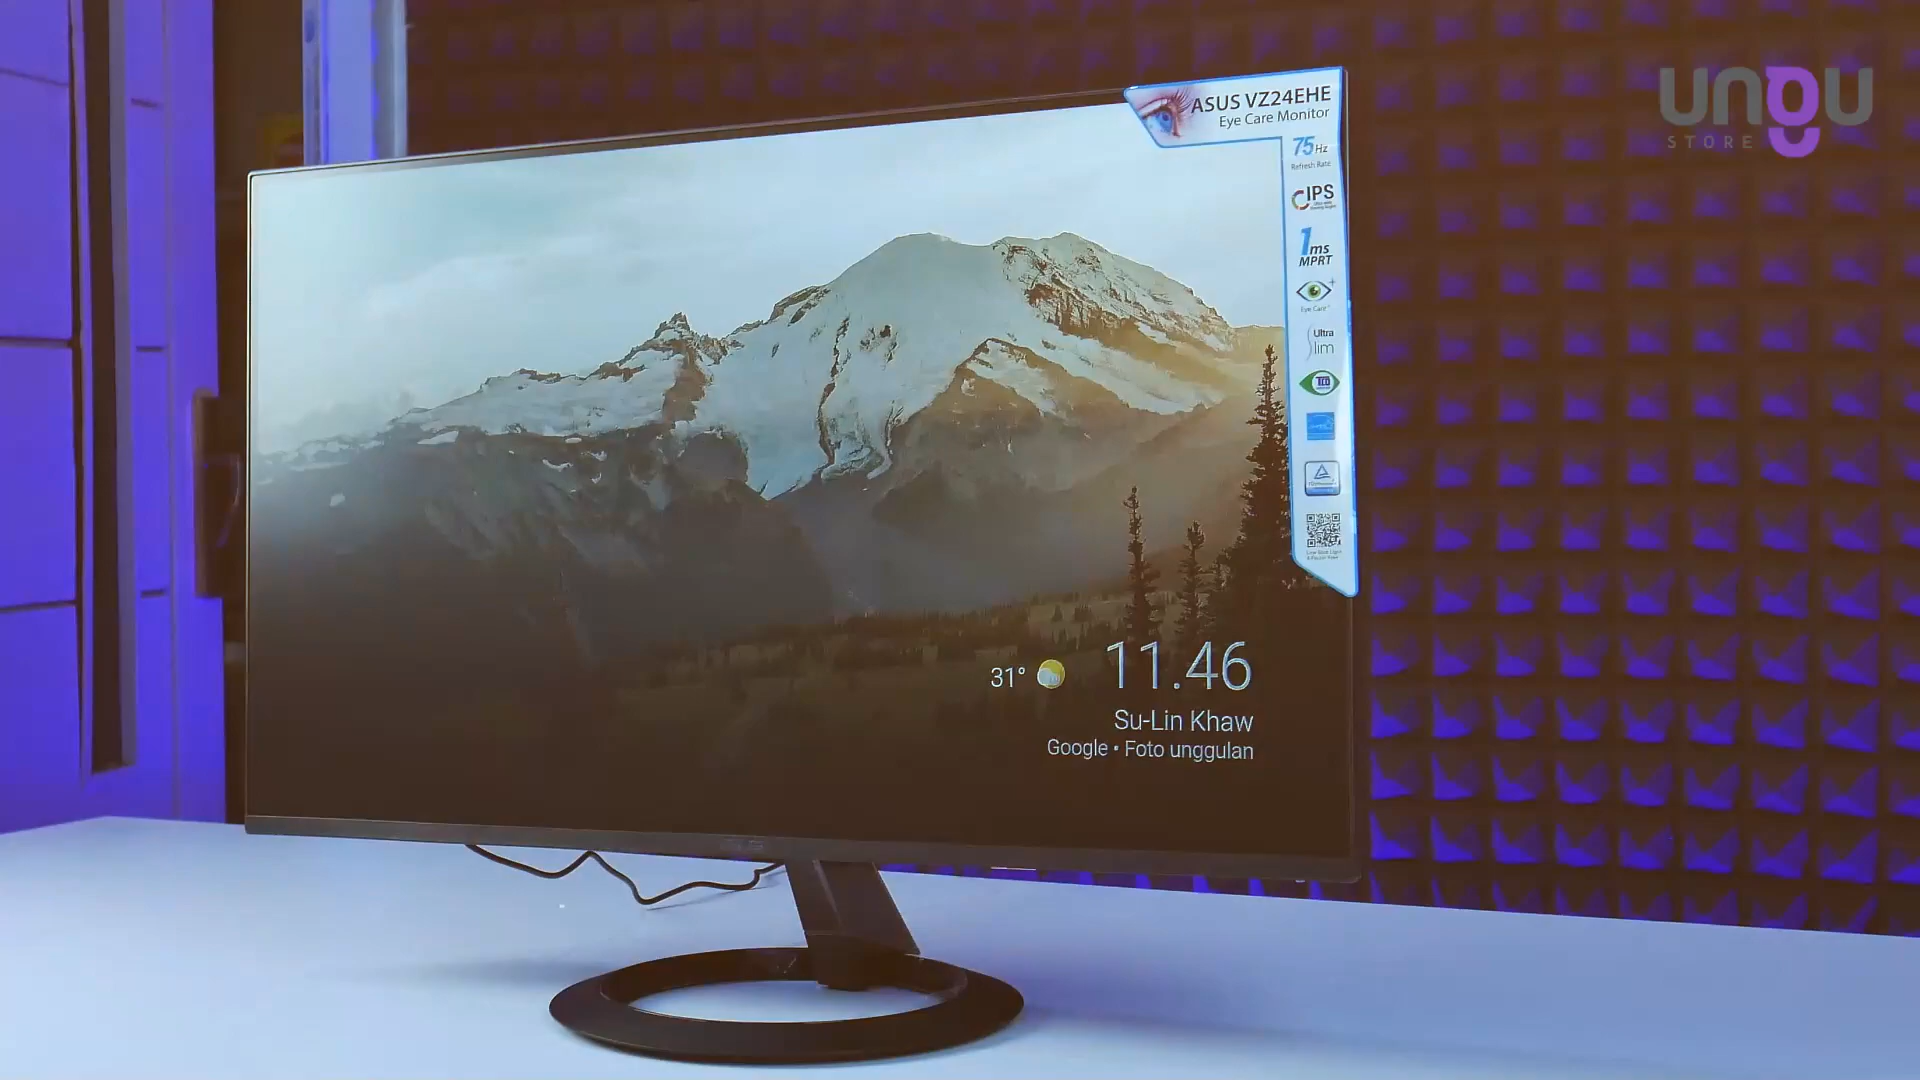 ungu
STORE
ASUS VZ24EHE
Eye Care Monitor
75Hz
Refresh Rate
IPS
1ms
MPRT
Eye Care+
Ultra
Slim
31°
11.46
Su-Lin Khaw
Google • Foto unggulan